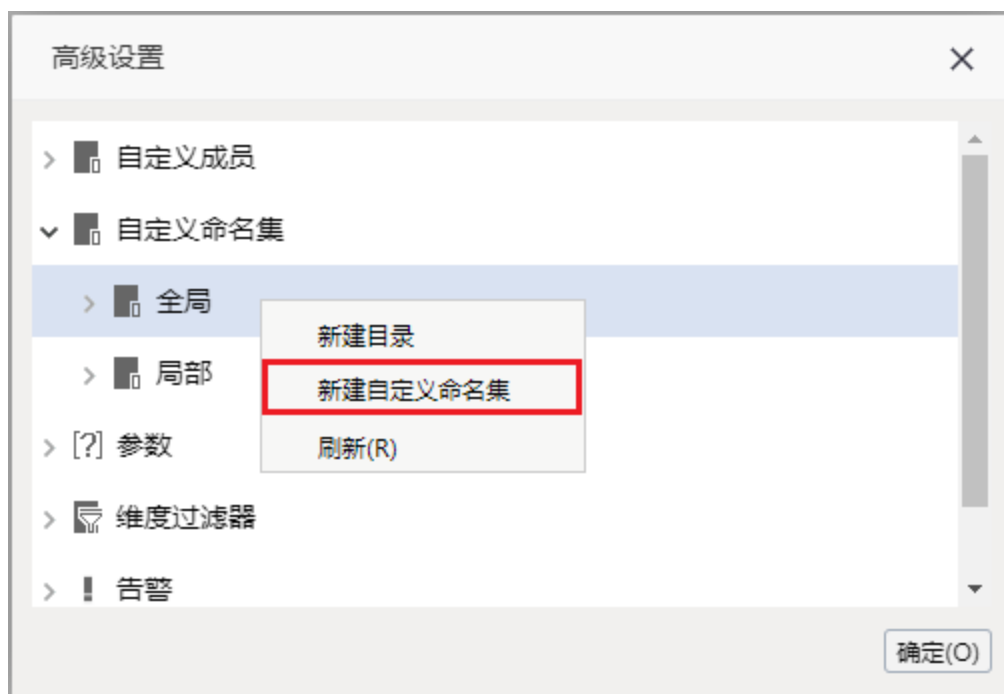 高级设置
自定义成员
自定义命名集
全局
新建目录
新建自定义命名集
局部
刷新(R)
[?] 参数
维度过滤器
告警
确定(O)